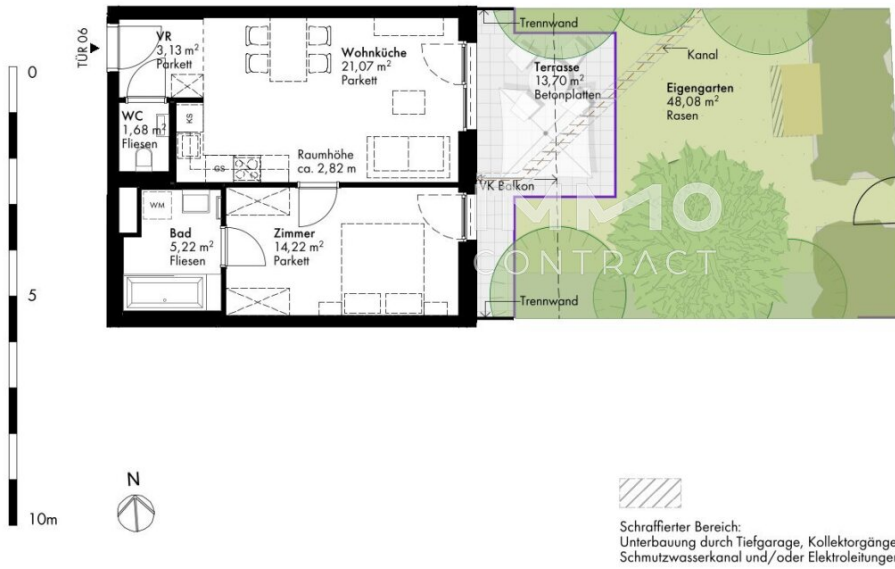 TÜR 06
VR
3,13 m²
Parkett
WC
1,68 m²
Fliesen
KS
GS
Wohnküche
21,07 m²
Parkett
Raumhöhe
ca. 2,82 m
WM
Bad
5,22 m²
Fliesen
Zimmer
14,22 m²
Parkett
Trennwand
Terrasse
13,70 m²
Betonplatten
Kanal
Eigengarten
48,08 m²
Rasen
VK Balkon
IMMO
CONTRACT
Trennwand
0
5
10m
N
Schraffierter Bereich:
Unterbauung durch Tiefgarage, Kollektorgänge
Schmutzwasserkanal und/oder Elektroleitungen